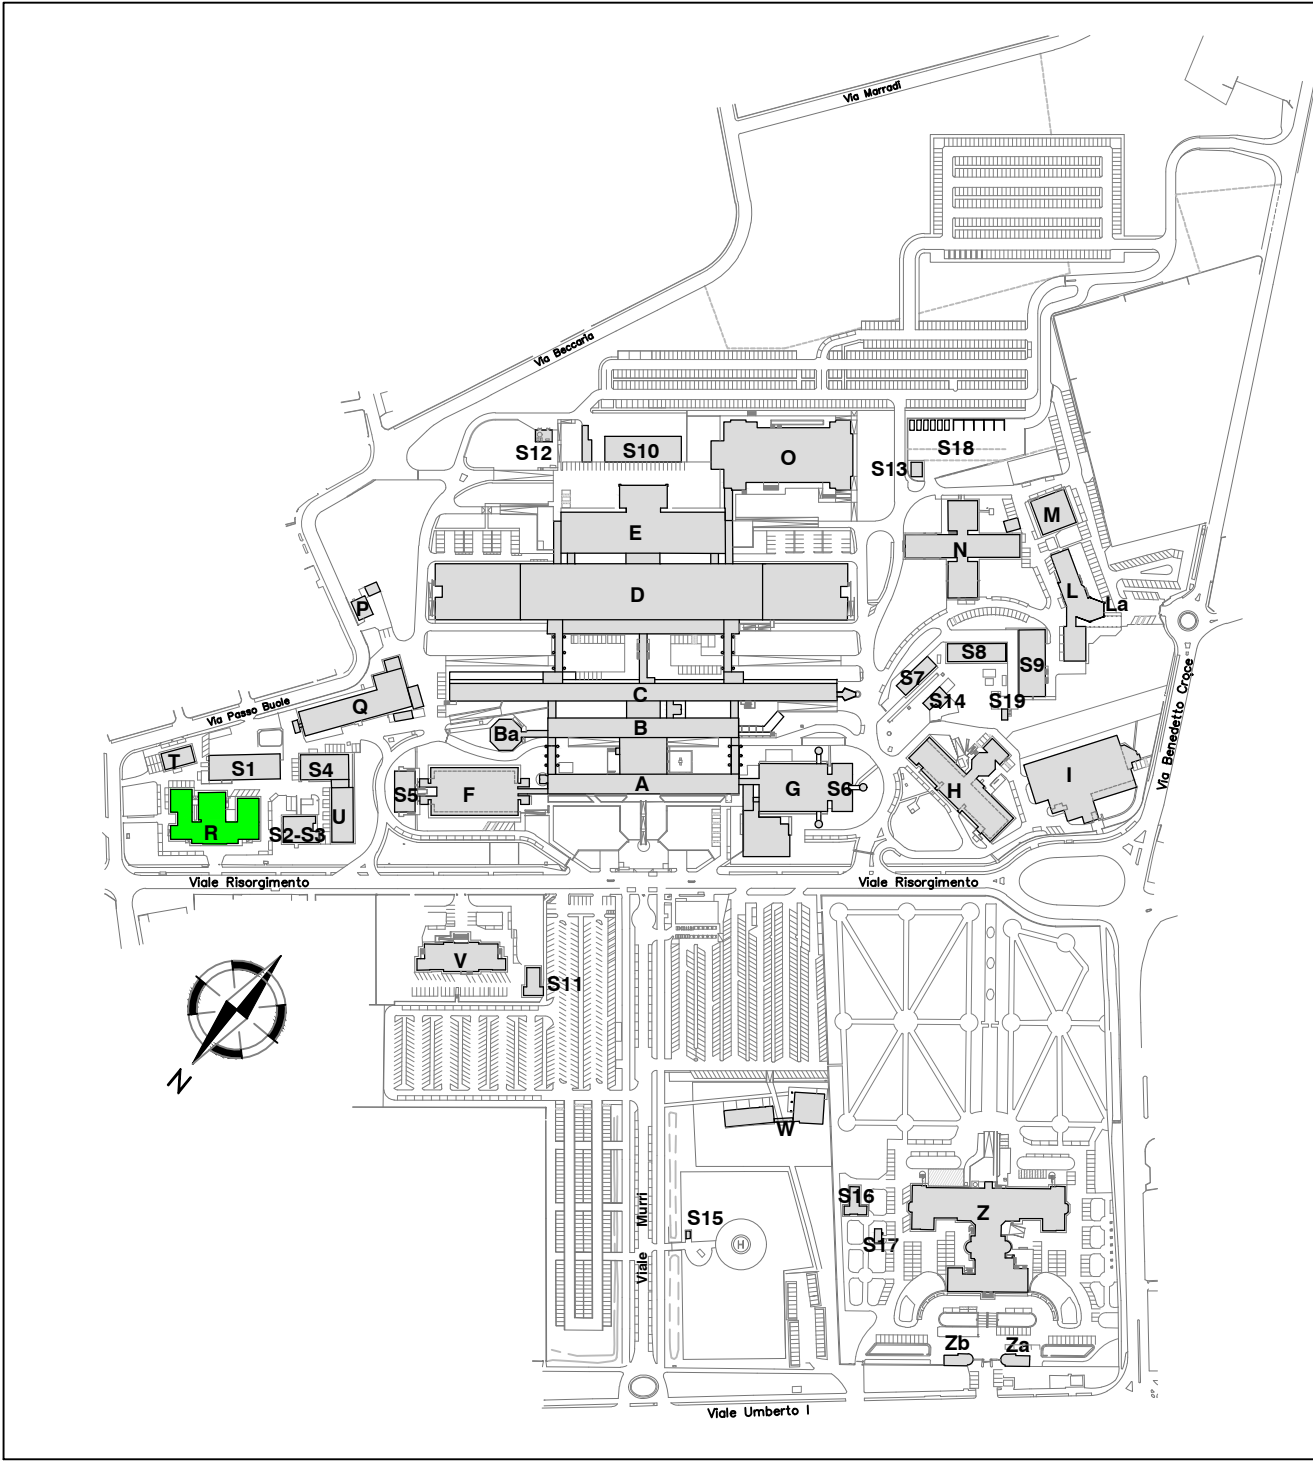 Via Marradi
Via Beccaria
S12
S10
O
S13
S18
E
N
M
D
P
L
La
S8
S9
S7
S14
S19
Via Passo Buole
Q
C
B
Ba
Via Benedetto Croce
T
S1
S4
S5
F
A
G
S6
H
I
R
S2-S3
U
Viale Risorgimento
Viale Risorgimento
V
S11
N
W
Viale Murri
S15
H
S16
S17
Z
Zb
Za
Viale Umberto I